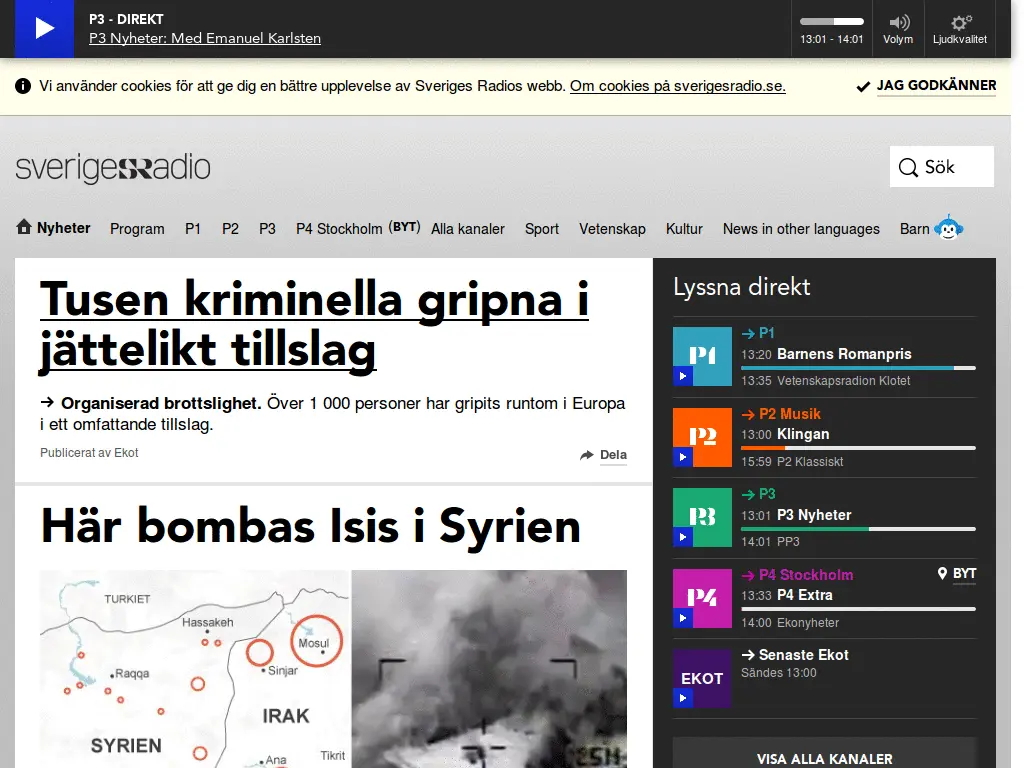 P3 - DIREKT
P3 Nyheter: Med Emanuel Karlsten
13:01 - 14:01
Volym
Ljudkvalitet
Vi använder cookies för att ge dig en bättre upplevelse av Sveriges Radios webb. Om cookies på sverigesradio.se.
JAG GODKÄNNER
sverigesRadio
Sök
Nyheter Program P1 P2 P3 P4 Stockholm (BYT) Alla kanaler Sport Vetenskap Kultur News in other languages Barn
Tusen kriminella gripna i
jättelikt tillslag
Organiserad brottslighet. Över 1 000 personer har gripits runtom i Europa
i ett omfattande tillslag.
Publicerat av Ekot
Dela
Här bombas Isis i Syrien
TURKIET
Hassakeh
Mosul
Raqqa
Sinjar
IRAK
SYRIEN
Tikrit
Ana
Lyssna direkt
P1
P1
13:20 Barnens Romanpris
13:35 Vetenskapsradion Klotet
P2
P2 Musik
13:00 Klingan
15:59 P2 Klassiskt
P3
P3
13:01 P3 Nyheter
14:01 PP3
P4
P4 Stockholm
BYT
13:33 P4 Extra
14:00 Ekonyheter
EKOT
Senaste Ekot
Sändes 13:00
VISA ALLA KANALER